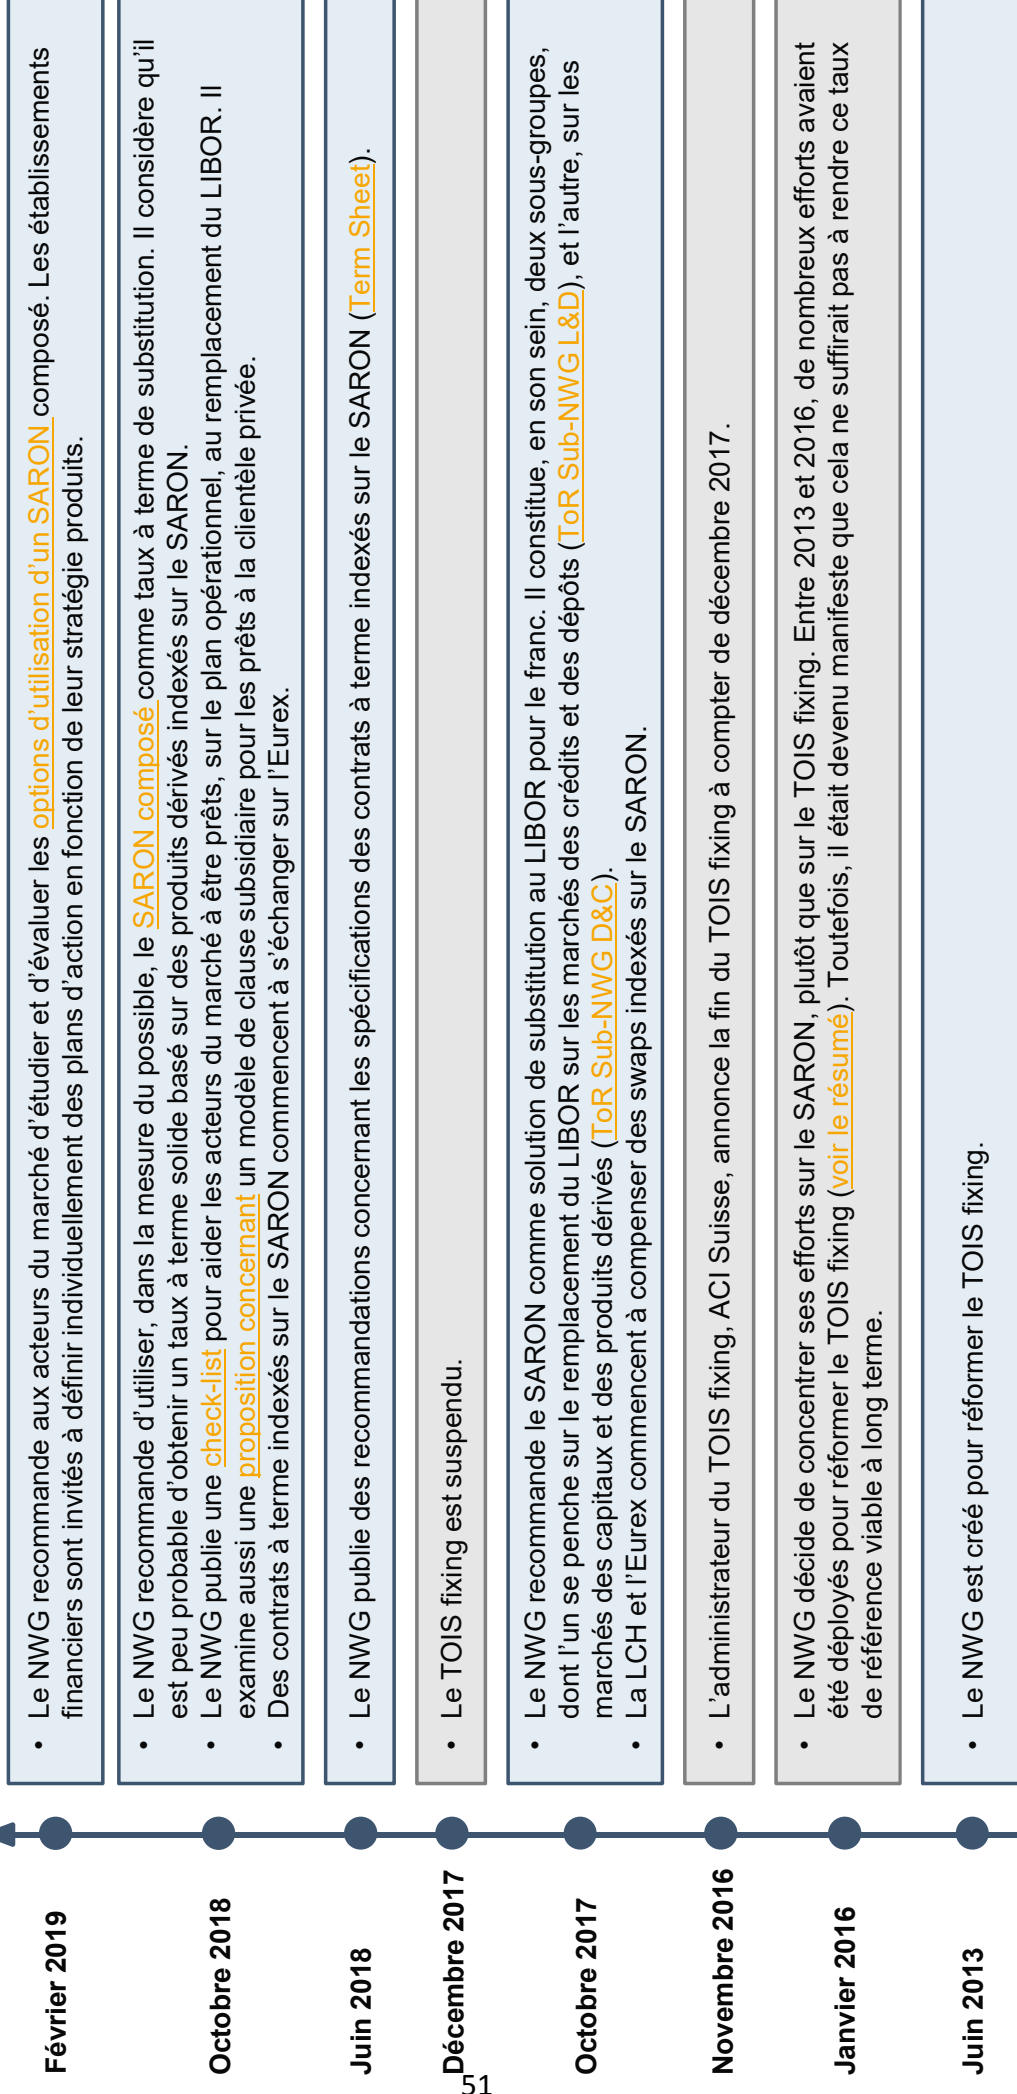 Février 2019
• Le NWG recommande aux acteurs du marché d'étudier et d'évaluer les options d'utilisation d'un SARON composé. Les établissements
financiers sont invités à définir individuellement des plans d'action en fonction de leur stratégie produits.
Octobre 2018
• Le NWG recommande d'utiliser, dans la mesure du possible, le SARON composé comme taux à terme de substitution. Il considère qu'il
est peu probable d'obtenir un taux à terme solide basé sur des produits dérivés indexés sur le SARON.
• Le NWG publie une check-list pour aider les acteurs du marché à être prêts, sur le plan opérationnel, au remplacement du LIBOR. Il
examine aussi une proposition concernant un modèle de clause subsidiaire pour les prêts à la clientèle privée.
• Des contrats à terme indexés sur le SARON commencent à s'échanger sur l'Eurex.
Juin 2018
• Le NWG publie des recommandations concernant les spécifications des contrats à terme indexés sur le SARON (Term Sheet).
Décembre 2017
• Le TOIS fixing est suspendu.
Octobre 2017
• Le NWG recommande le SARON comme solution de substitution au LIBOR pour le franc. Il constitue, en son sein, deux sous-groupes,
dont l'un se penche sur le remplacement du LIBOR sur les marchés des crédits et des dépôts (ToR Sub-NWG L&D), et l'autre, sur les
marchés des capitaux et des produits dérivés (ToR Sub-NWG D&C).
• La LCH et l'Eurex commencent à compenser des swaps indexés sur le SARON.
Novembre 2016
• L'administrateur du TOIS fixing, ACI Suisse, annonce la fin du TOIS fixing à compter de décembre 2017.
Janvier 2016
• Le NWG décide de concentrer ses efforts sur le SARON, plutôt que sur le TOIS fixing. Entre 2013 et 2016, de nombreux efforts avaient
été déployés pour réformer le TOIS fixing (voir le résumé). Toutefois, il était devenu manifeste que cela ne suffirait pas à rendre ce taux
de référence viable à long terme.
Juin 2013
• Le NWG est créé pour réformer le TOIS fixing.
51